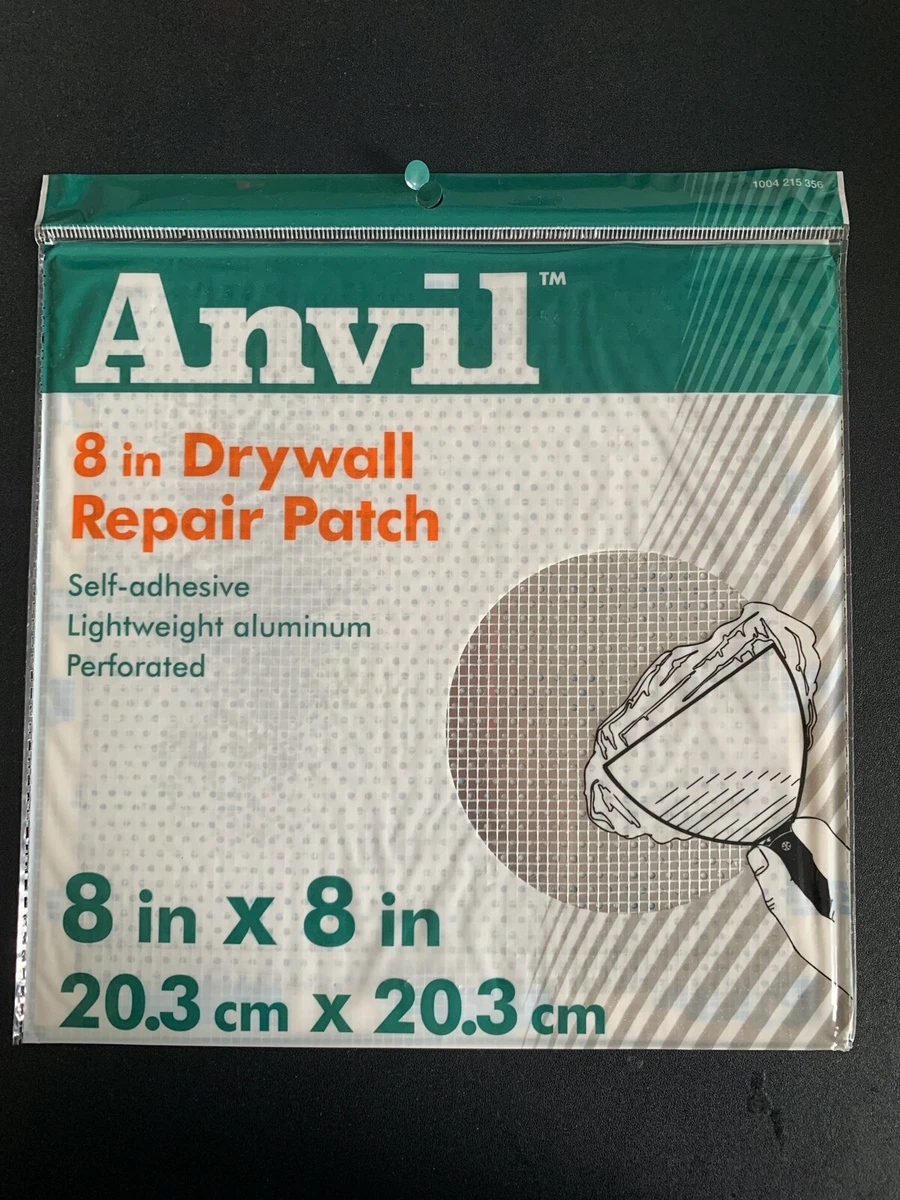 1004 215 356
Anvil™
8 in Drywall
Repair Patch
Self-adhesive
Lightweight aluminum
Perforated
8 in x 8 in
20.3 cm x 20.3 cm